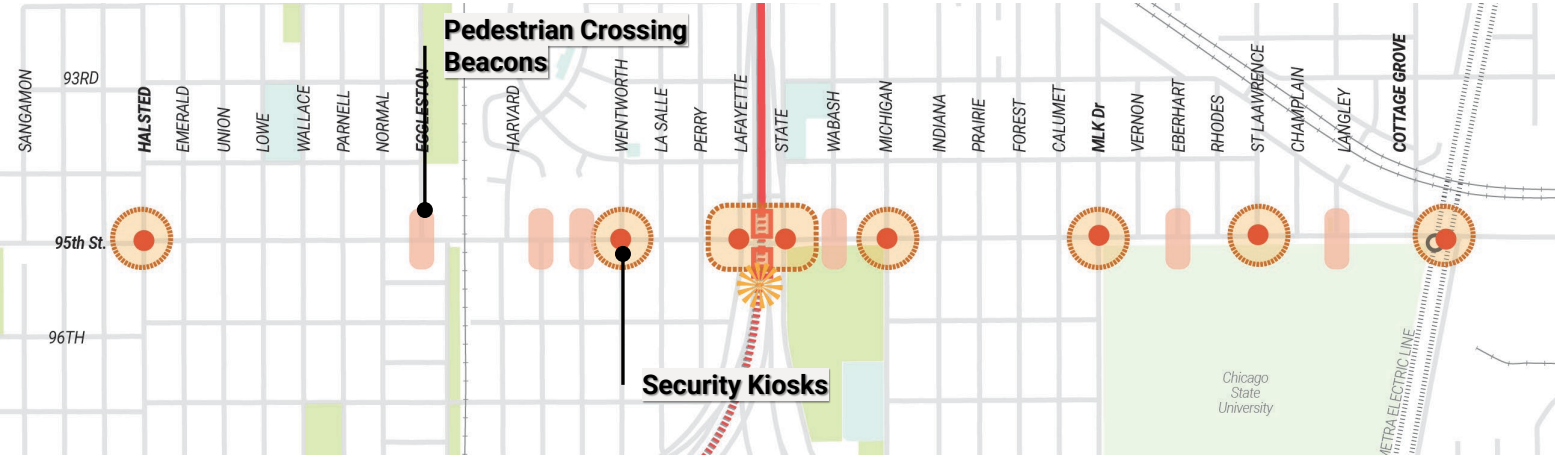 Pedestrian Crossing
Beacons
SANGAMON
93RD
HALSTED
EMERALD
UNION
LOWE
WALLACE
PARNELL
NORMAL
EGGLESTON
HARVARD
WENTWORTH
LA SALLE
PERRY
LAFAYETTE
STATE
WABASH
MICHIGAN
INDIANA
PRAIRIE
FOREST
CALUMET
MLK Dr
VERNON
EBERHART
RHODES
ST LAAWRENCE
CHAMPLAIN
LANGLEY
COTTAGE GROVE
95th St.
96TH
Security Kiosks
Chicago
State
University
METRA ELECTRIC LINE